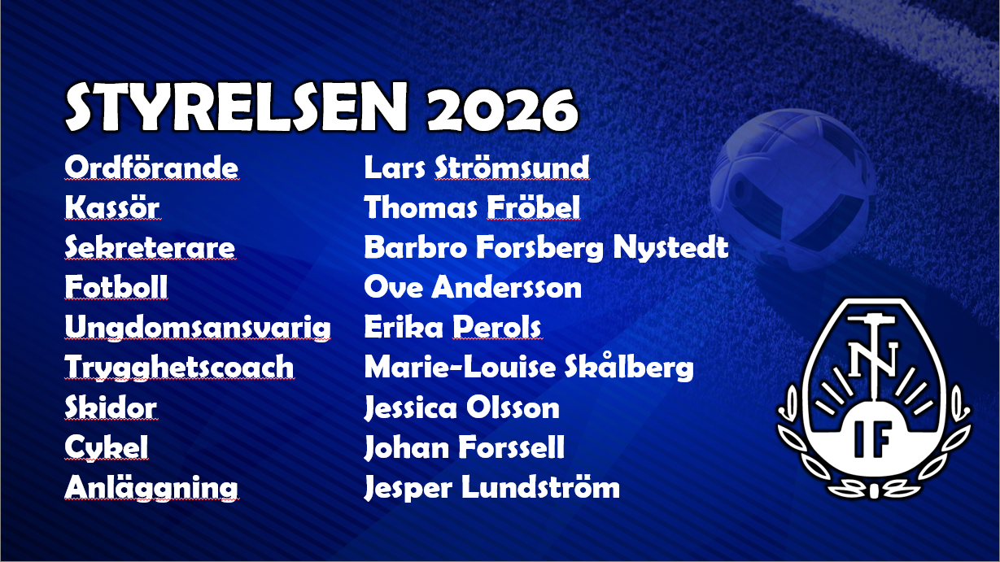 STYRELSEN 2026
Ordförande Lars Strömsund
Kassör Thomas Fröbel
Sekreterare Barbro Forsberg Nystedt
Fotboll Ove Andersson
Ungdomsansvarig Erika Perols
Trygghetscoach Marie-Louise Skålberg
Skidor Jessica Olsson
Cykel Johan Forssell
Anläggning Jesper Lundström
N
IF